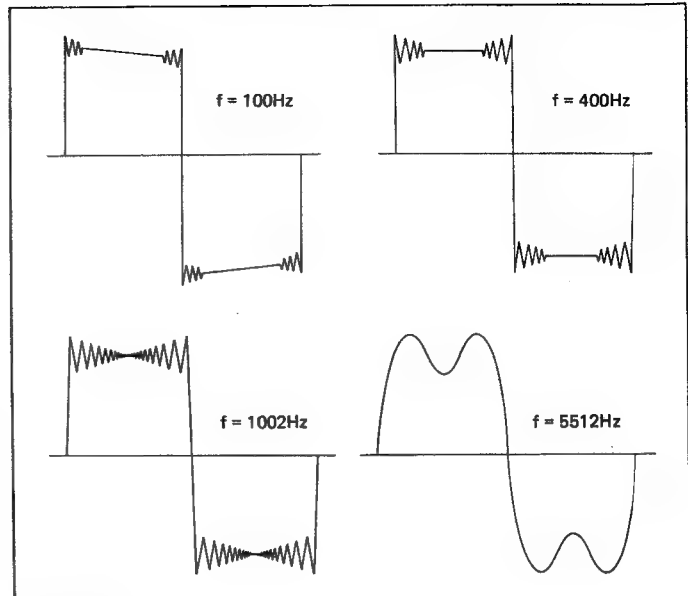 f = 100Hz
f = 400Hz
f = 1002Hz
f = 5512Hz